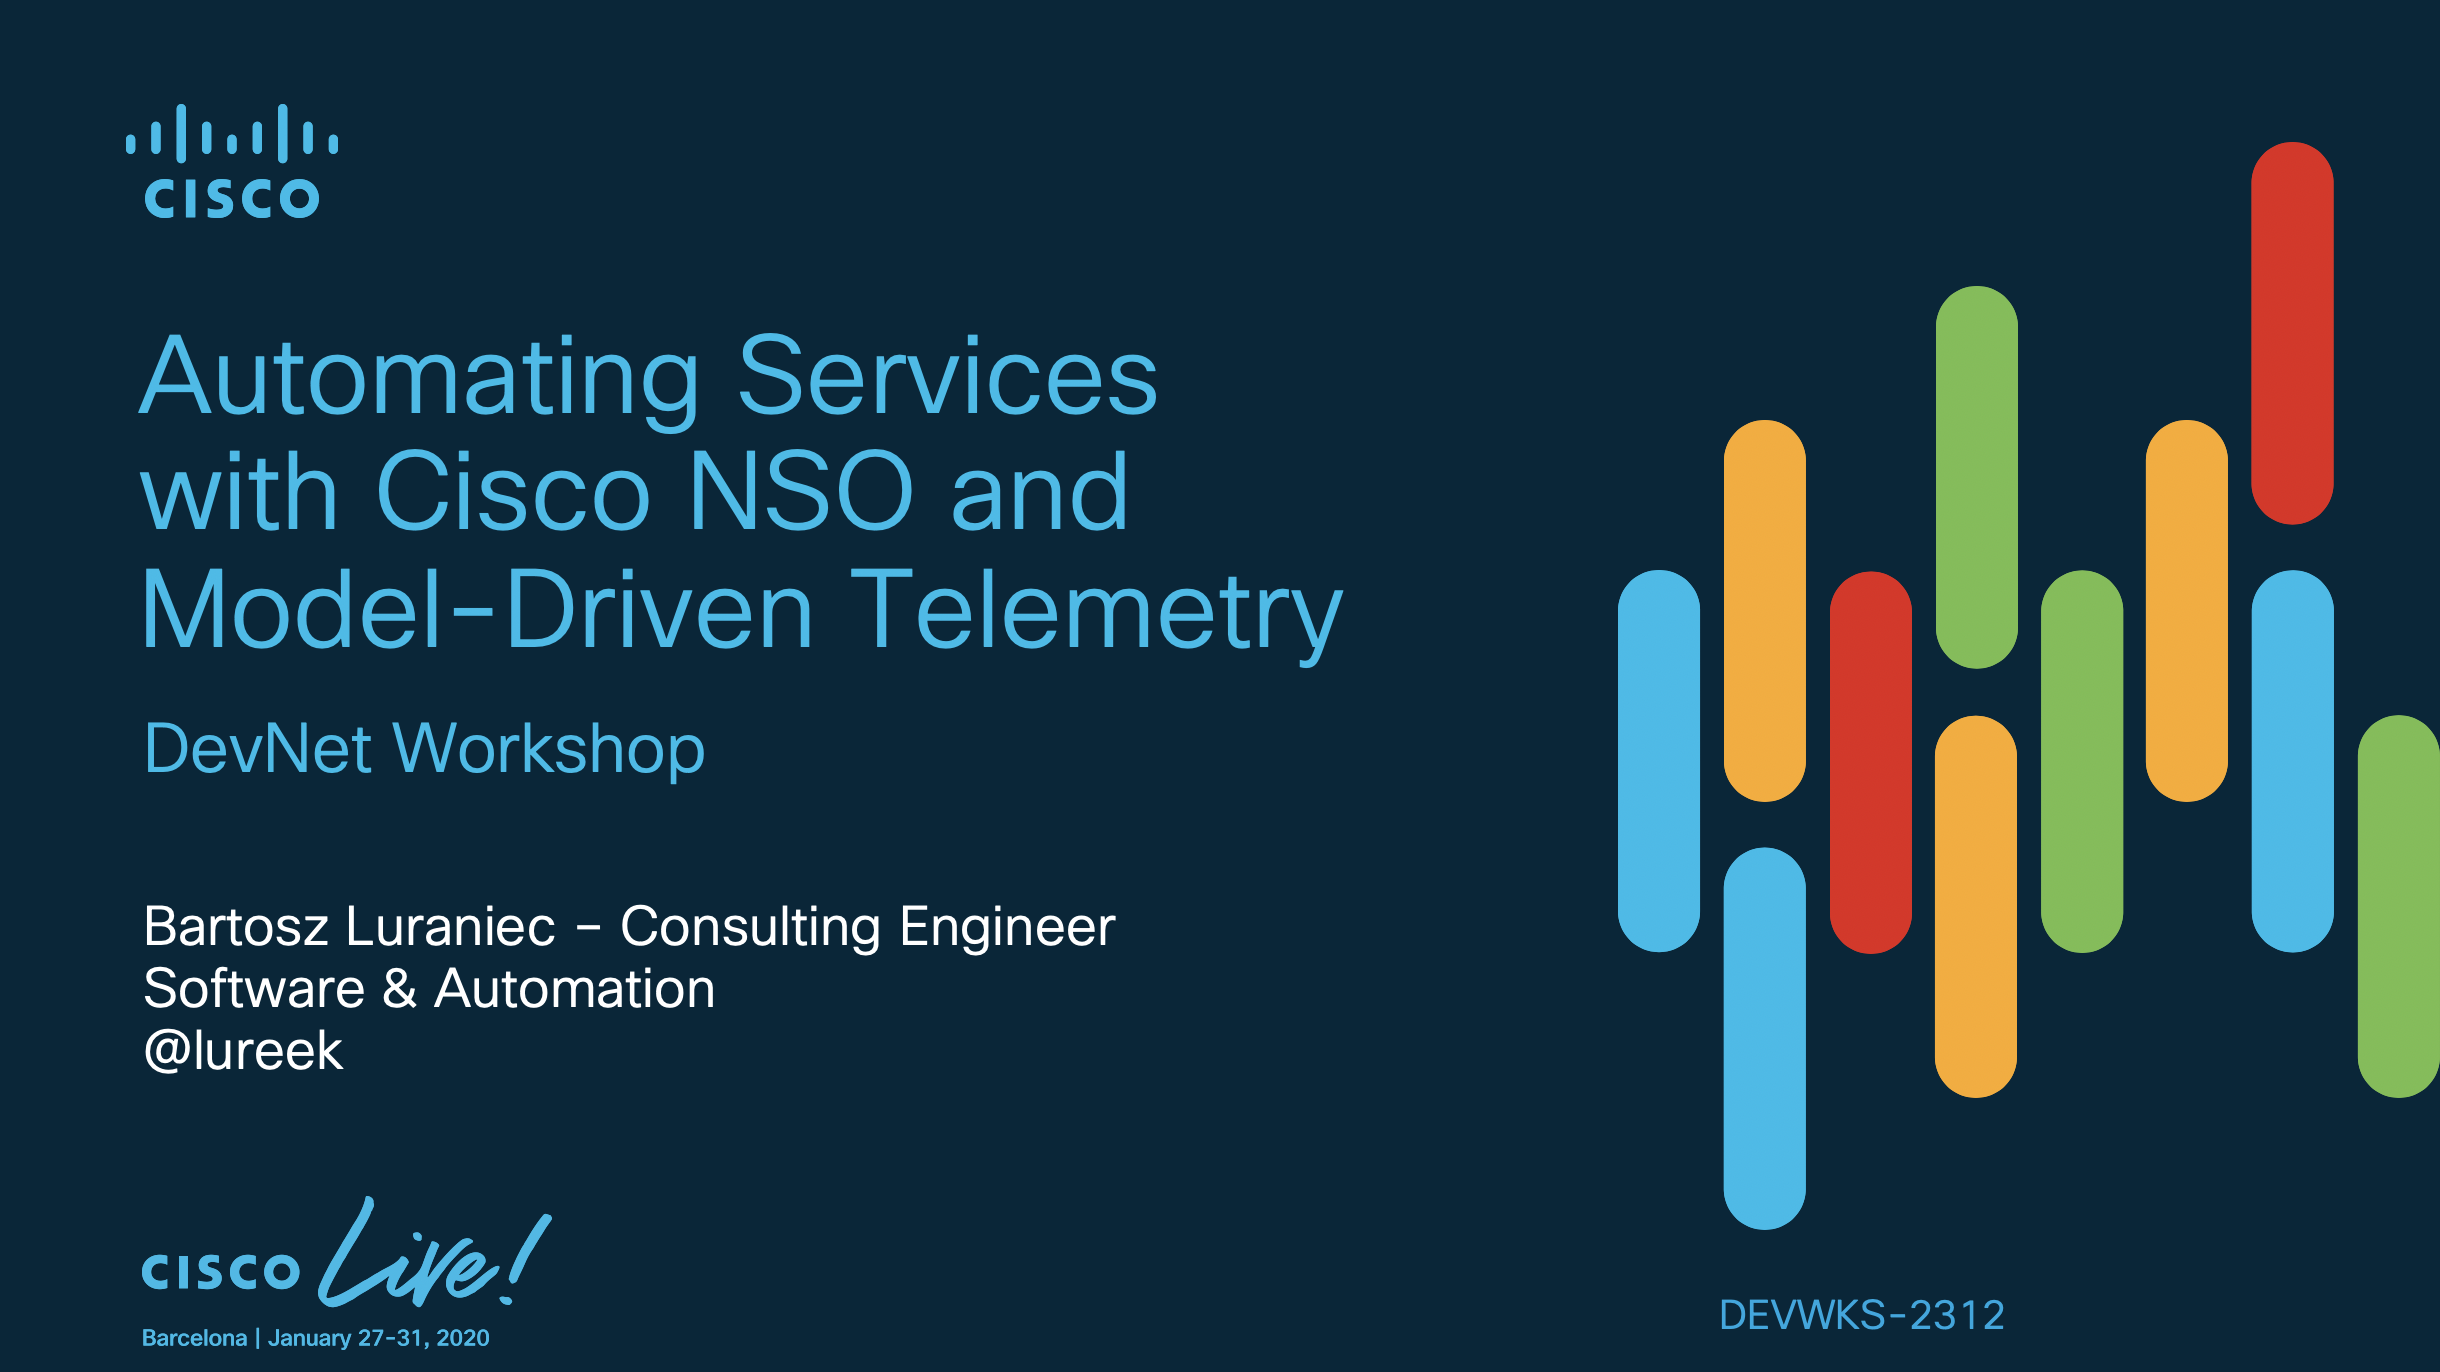 CISCO
Automating Services
with Cisco NSO and
Model-Driven Telemetry
DevNet Workshop
Bartosz Luraniec – Consulting Engineer
Software & Automation
@lureek
CISCO Live!
Barcelona | January 27-31, 2020
DEVWKS-2312